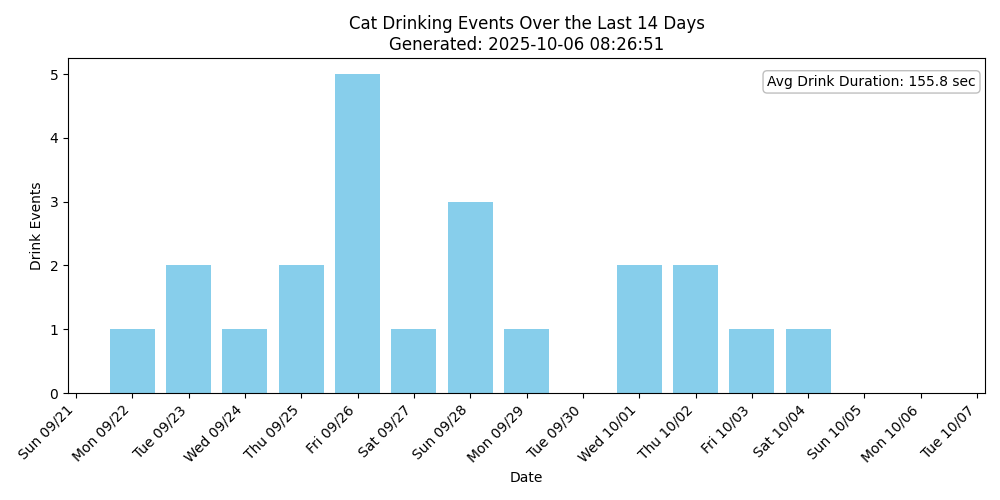 Cat Drinking Events Over the Last 14 Days
Generated: 2025-10-06 08:26:51
Avg Drink Duration: 155.8 sec
Drink Events
5
4
3
2
1
0
Sun 09/21
Mon 09/22
Tue 09/23
Wed 09/24
Thu 09/25
Fri 09/26
Sat 09/27
Sun 09/28
Mon 09/29
Tue 09/30
Wed 10/01
Thu 10/02
Fri 10/03
Sat 10/04
Sun 10/05
Mon 10/06
Tue 10/07
Date